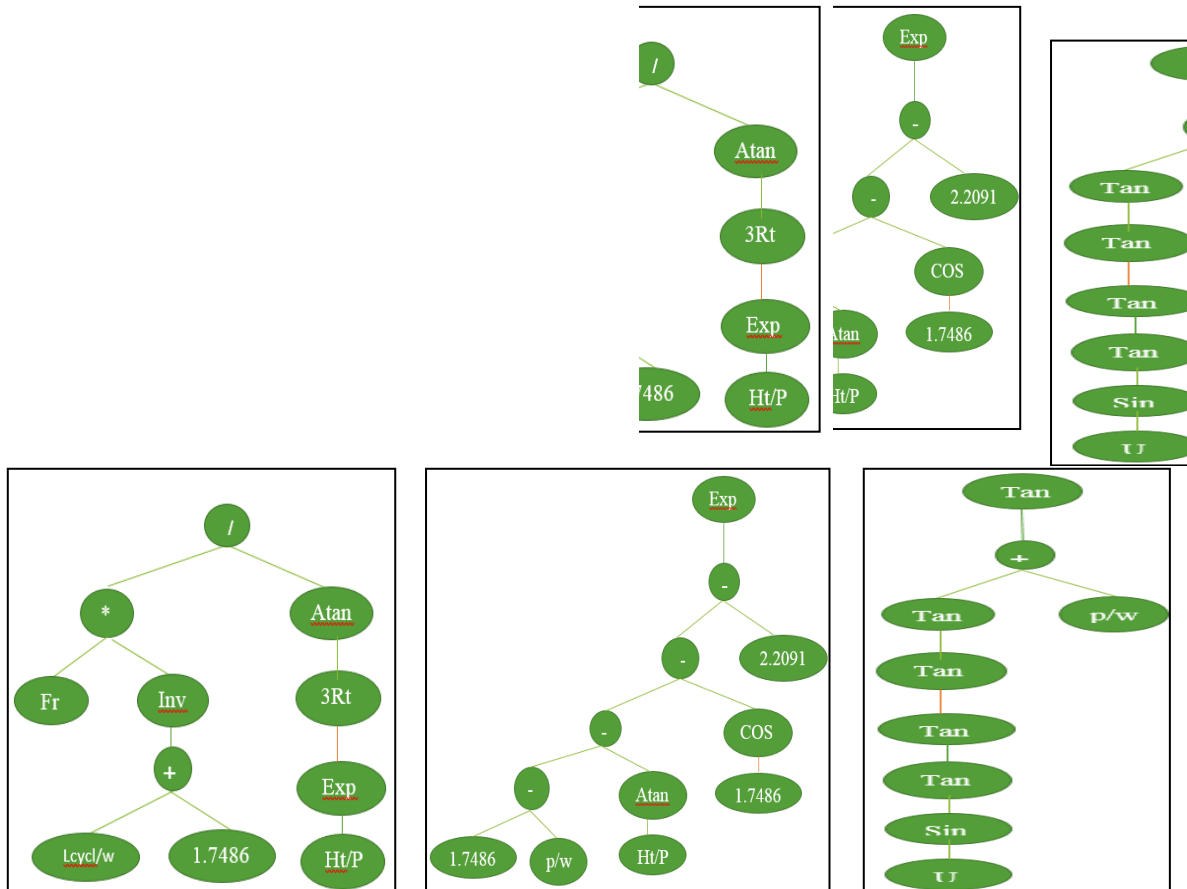 /
Atan
3Rt
Exp
7486
Ht/P
Exp
-
-
2.2091
COS
Atan
1.7486
Ht/P
Tan
Tan
Tan
Tan
Sin
U
/
*
Atan
Fr
Inv
3Rt
+
Exp
Lcycl/w
1.7486
Ht/P
Exp
-
-
2.2091
-
COS
-
Atan
1.7486
1.7486
p/w
Ht/P
Tan
+
Tan
p/w
Tan
Tan
Tan
Sin
U